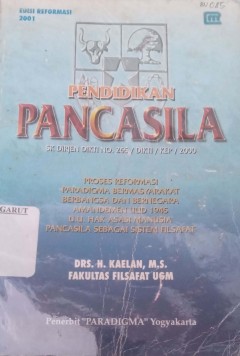 EDISI REFORMASI
2001
PENDIDIKAN
PANCASILA
SK DIRJEN DIKTI NO. 265 / DIKTI / KEP / 2000
PROSES REFORMASI
PARADIGMA BERMASYARAKAT
BERBANGSA DAN BERNEGARA
AMANDEMEN UUD 1945
HAK ASASI MANUSIA
PANCASILA SEBAGAI SISTEM FILSAFAT
GARUT
DRS. H. KAELAN, M.S.
FAKULTAS FILSAFAT UGM
Penerbit "PARADIGMA" Yogyakarta